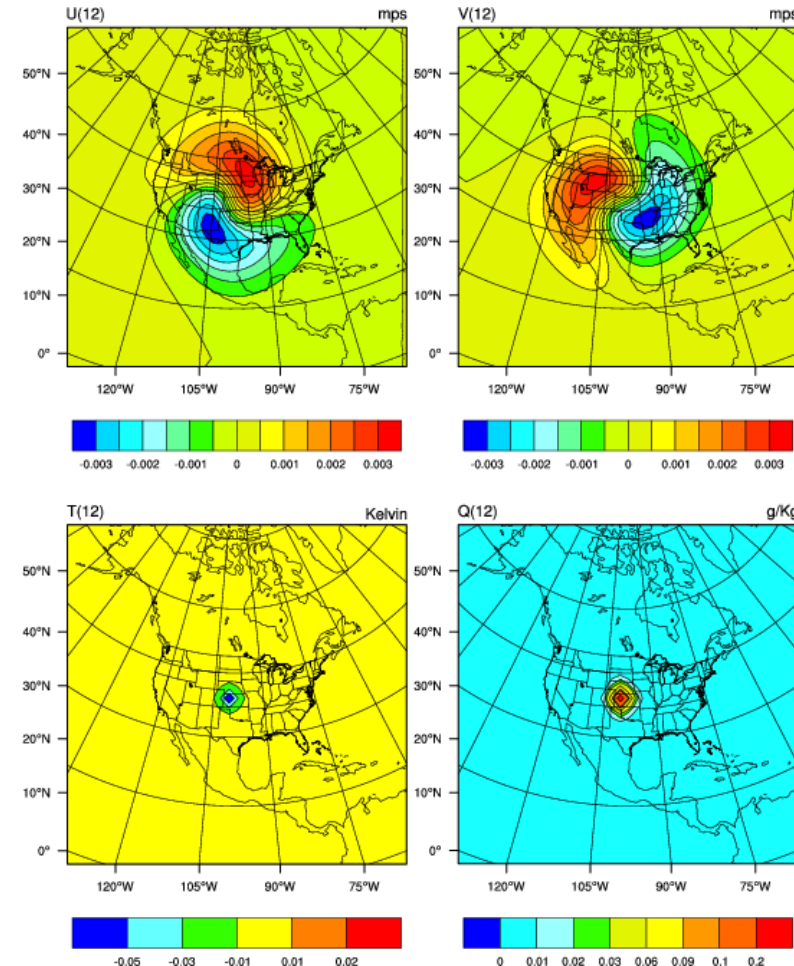 U(12) mps
V(12) mps
50°N
40°N
30°N
20°N
10°N
0°
120°W 105°W 90°W 75°W
50°N
40°N
30°N
20°N
10°N
0°
120°W 105°W 90°W 75°W
-0.003 -0.002 -0.001 0 0.001 0.002 0.003
-0.003 -0.002 -0.001 0 0.001 0.002 0.003
T(12) Kelvin
Q(12) g/Kg
50°N
40°N
30°N
20°N
10°N
0°
120°W 105°W 90°W 75°W
50°N
40°N
30°N
20°N
10°N
0°
120°W 105°W 90°W 75°W
-0.05 -0.03 -0.01 0.01 0.02
0 0.01 0.02 0.03 0.06 0.09 0.1 0.2